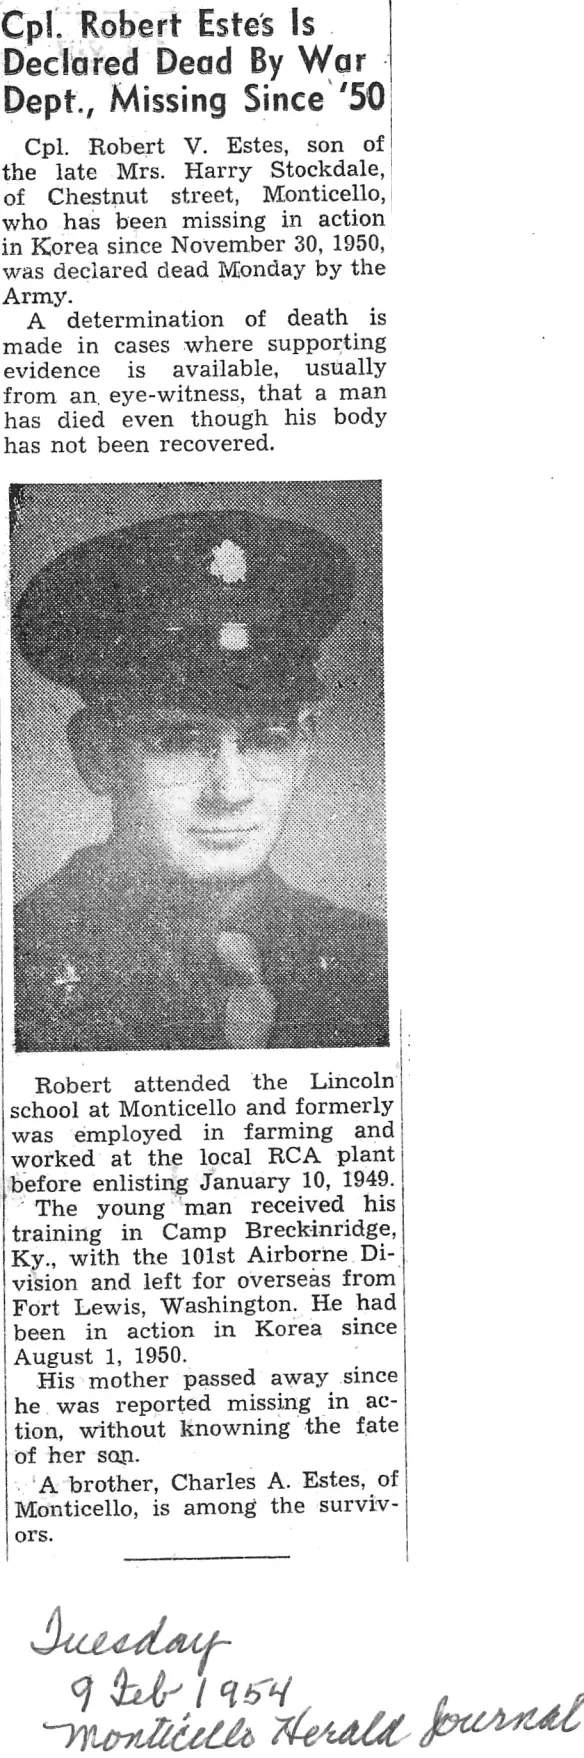 Cpl. Robert Estes Is
Declared Dead By War
Dept., Missing Since '50
Cpl. Robert V. Estes, son of
the late Mrs. Harry Stockdale,
of Chestnut street, Monticello,
who has been missing in action
in Korea since November 30, 1950,
was declared dead Monday by the
Army.
A determination of death is
made in cases where supporting
evidence is available, usually
from an eye-witness, that a man
has died even though his body
has not been recovered.
Robert attended the Lincoln
school at Monticello and formerly
was employed in farming and
worked at the local RCA plant
before enlisting January 10, 1949.
The young man received his
training in Camp Breckinridge,
Ky., with the 101st Airborne Di-
vision and left for overseas from
Fort Lewis, Washington. He had
been in action in Korea since
August 1, 1950.
His mother passed away since
he was reported missing in ac-
tion, without knowning the fate
of her son.
A brother, Charles A. Estes, of
Monticello, is among the surviv-
ors.
Tuesday
9 Feb 1954
Monticello Herald Journal